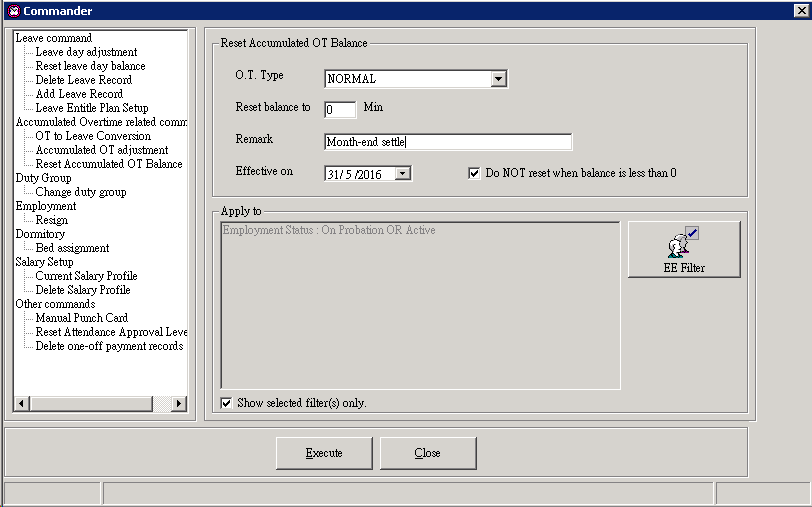 Commander
Leave command
Leave day adjustment
Reset leave day balance
Delete Leave Record
Add Leave Record
Leave Entitle Plan Setup
Accumulated Overtime related comm
OT to Leave Conversion
Accumulated OT adjustment
Reset Accumulated OT Balance
Duty Group
Change duty group
Employment
Resign
Dormitory
Bed assignment
Salary Setup
Current Salary Profile
Delete Salary Profile
Other commands
Manual Punch Card
Reset Attendance Approval Leve
Delete one-off payment records
Reset Accumulated OT Balance
O.T. Type NORMAL
Reset balance to 0 Min
Remark Month-end settle
Effective on 31/ 5 /2016 Do NOT reset when balance is less than 0
Apply to
Employment Status : On Probation OR Active
EE Filter
Show selected filter(s) only.
Execute Close